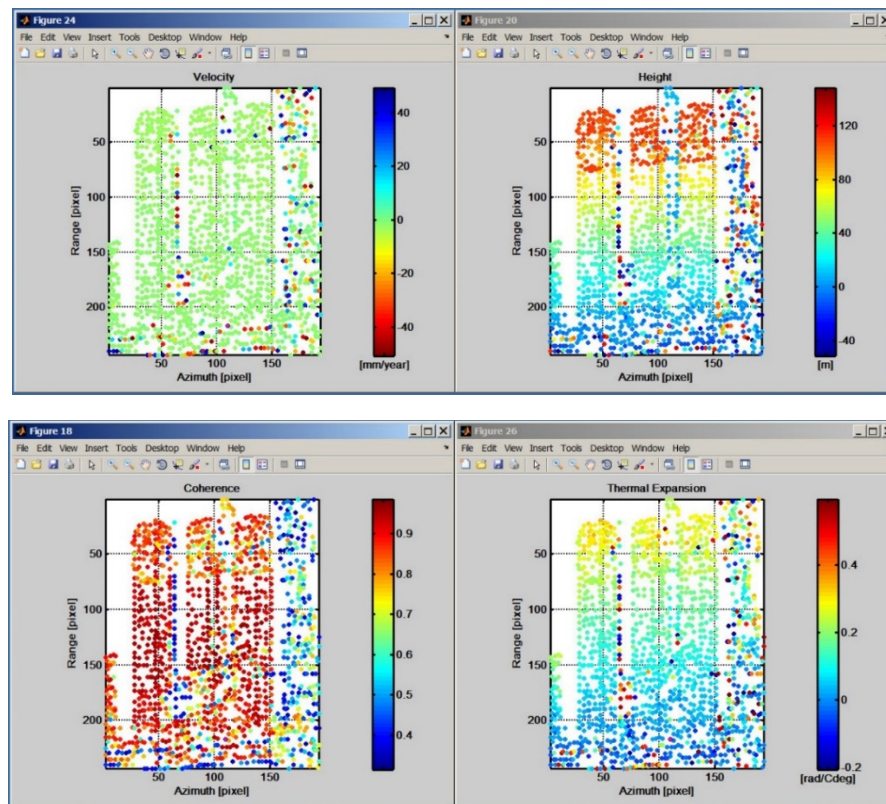 Figure 24
File Edit View Insert Tools Desktop Window Help
Velocity
50
100
150
200
Range [pixel]
50 100 150
Azimuth [pixel]
40
20
0
-20
-40
[mm/year]
Figure 20
File Edit View Insert Tools Desktop Window Help
Height
50
100
150
200
Range [pixel]
50 100 150
Azimuth [pixel]
120
80
40
0
-40
[m]
Figure 18
File Edit View Insert Tools Desktop Window Help
Coherence
50
100
150
200
Range [pixel]
50 100 150
Azimuth [pixel]
0.9
0.8
0.7
0.6
0.5
0.4
Figure 26
File Edit View Insert Tools Desktop Window Help
Thermal Expansion
50
100
150
200
Range [pixel]
50 100 150
Azimuth [pixel]
0.4
0.2
0
-0.2
[rad/Cdeg]